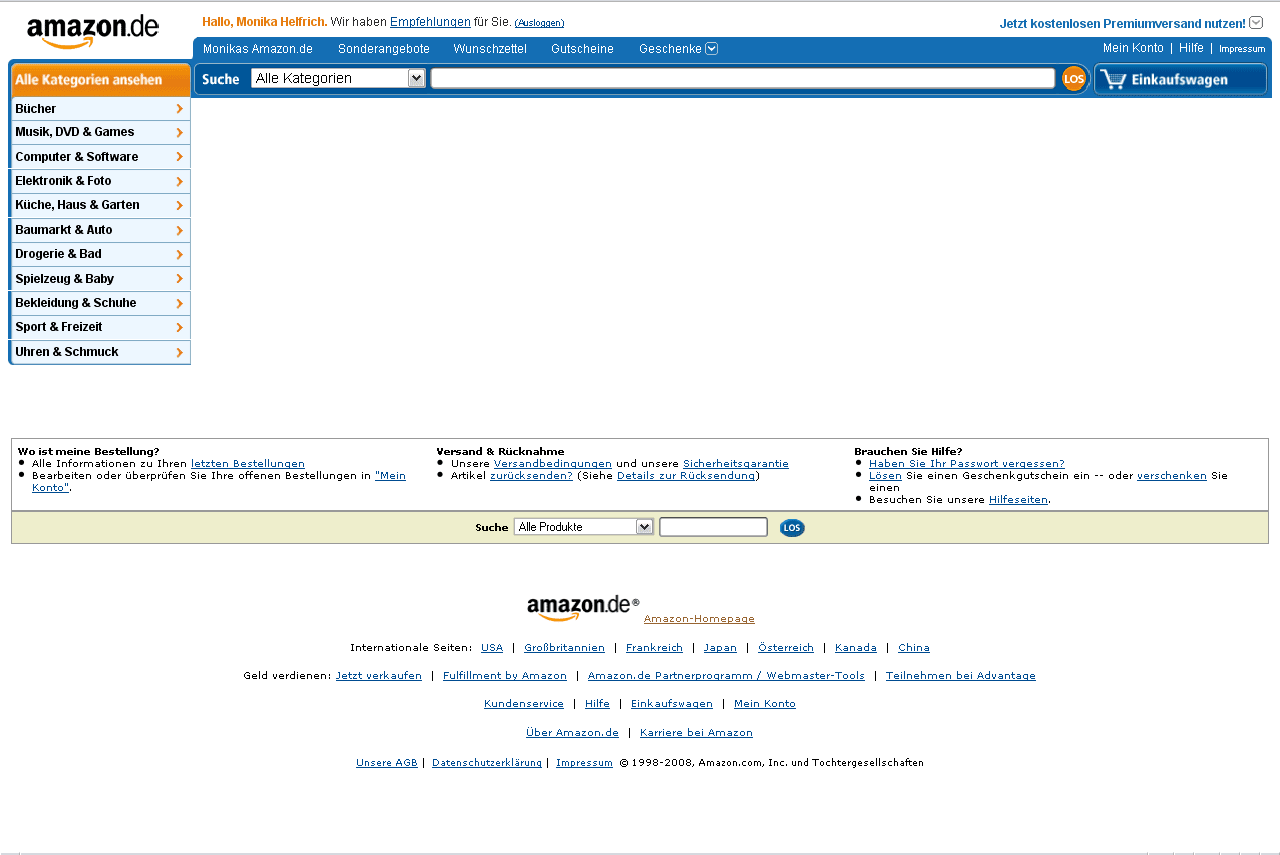 amazon.de
Hallo, Monika Helfrich. Wir haben Empfehlungen für Sie. (Ausloggen)
Jetzt kostenlosen Premiumversand nutzen!
Monikas Amazon.de Sonderangebote Wunschzettel Gutscheine Geschenke
Mein Konto | Hilfe | Impressum
Alle Kategorien ansehen
Suche Alle Kategorien LOS Einkaufswagen
Bücher
Musik, DVD & Games
Computer & Software
Elektronik & Foto
Küche, Haus & Garten
Baumarkt & Auto
Drogerie & Bad
Spielzeug & Baby
Bekleidung & Schuhe
Sport & Freizeit
Uhren & Schmuck
Wo ist meine Bestellung?
• Alle Informationen zu Ihren letzten Bestellungen
• Bearbeiten oder überprüfen Sie Ihre offenen Bestellungen in "Mein
Konto".
Versand & Rücknahme
• Unsere Versandbedingungen und unsere Sicherheitsgarantie
• Artikel zurücksenden? (Siehe Details zur Rücksendung)
Brauchen Sie Hilfe?
• Haben Sie Ihr Passwort vergessen?
• Lösen Sie einen Geschenkgutschein ein -- oder verschenken Sie
einen
• Besuchen Sie unsere Hilfeseiten.
Suche Alle Produkte LOS
amazon.de® Amazon-Homepage
Internationale Seiten: USA | Großbritannien | Frankreich | Japan | Österreich | Kanada | China
Geld verdienen: Jetzt verkaufen | Fulfillment by Amazon | Amazon.de Partnerprogramm / Webmaster-Tools | Teilnehmen bei Advantage
Kundenservice | Hilfe | Einkaufswagen | Mein Konto
Über Amazon.de | Karriere bei Amazon
Unsere AGB | Datenschutzerklärung | Impressum © 1998-2008, Amazon.com, Inc. und Tochtergesellschaften